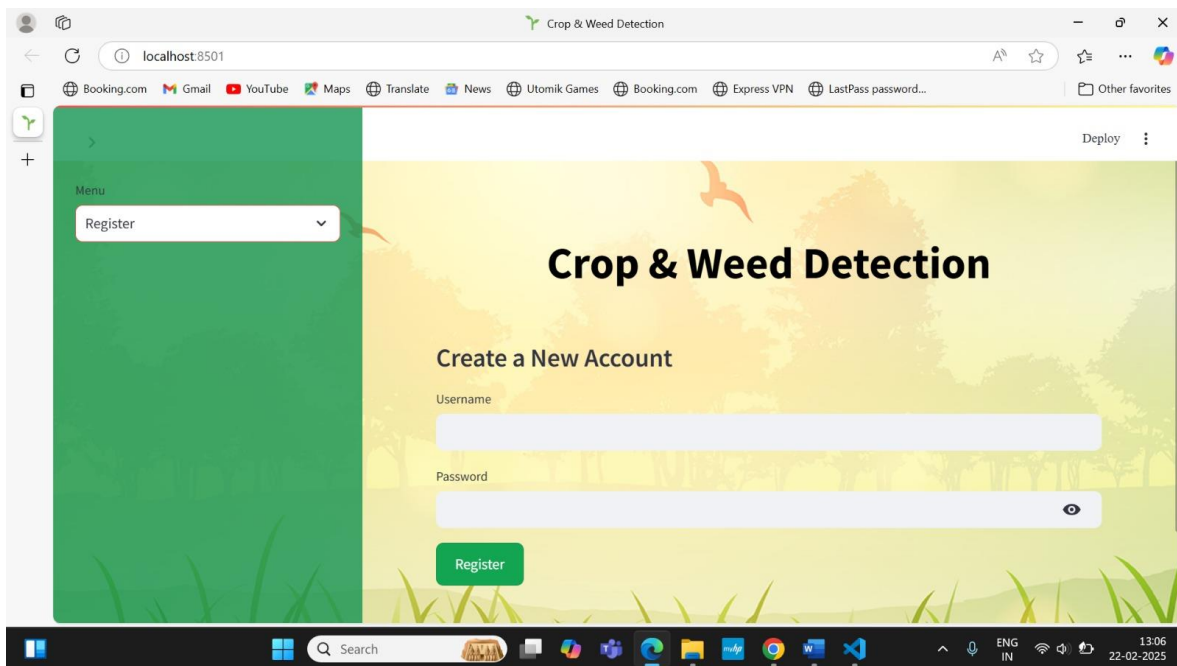 Crop & Weed Detection
localhost:8501
Booking.com Gmail YouTube Maps Translate News Utomik Games Booking.com Express VPN LastPass password... Other favorites
Deploy
Menu
Register
Crop & Weed Detection
Create a New Account
Username
Password
Register
Search
ENG
IN
13:06
22-02-2025